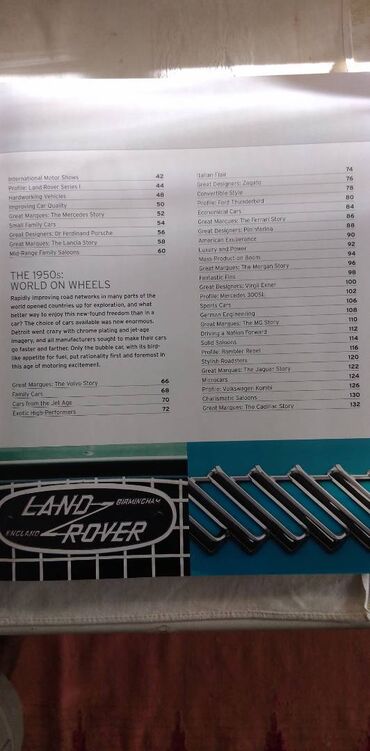 International Motor Shows 42
Profile: Land Rover Series I 44
Hardworking Vehicles 48
Improving Car Quality 50
Great Marques: The Mercedes Story 52
Small Family Cars 54
Great Designers: Dr Ferdinand Porsche 56
Great Marques: The Lancia Story 58
Mid-Range Family Saloons 60
THE 1950s:
WORLD ON WHEELS
Rapidly improving road networks in many parts of the
world opened countries up for exploration, and what
better way to enjoy this new-found freedom than in a
car? The choice of cars available was now enormous.
Detroit went crazy with chrome plating and jet-age
imagery, and all manufacturers sought to make their cars
go faster and farther. Only the bubble car, with its bird-
like appetite for fuel, put rationality first and foremost in
this age of motoring excitement.
Great Marques: The Volvo Story 66
Family Cars 68
Cars from the Jet Age 70
Exotic High-Performers 72
Italian Flair 74
Great Designers: Zagato 76
Convertible Style 78
Profile: Ford Thunderbird 80
Economical Cars 84
Great Marques: The Ferrari Story 86
Great Designers: Pinin Farina 88
American Exuberance 90
Luxury and Power 92
Mass-Production Boom 94
Great Marques: The Morgan Story 96
Fantastic Fins 98
Great Designers: Virgil Exner 100
Profile: Mercedes 300SL 102
Sports Cars 106
German Engineering 108
Great Marques: The MG Story 110
Driving a Nation Forward 112
Solid Saloons 114
Profile: Rambler Rebel 116
Stylish Roadsters 120
Great Marques: The Jaguar Story 122
Microcars 124
Profile: Volkswagen Kombi 126
Charismatic Saloons 130
Great Marques: The Cadillac Story 132
LAND
BIRMINGHAM
ENGLAND
ROVER